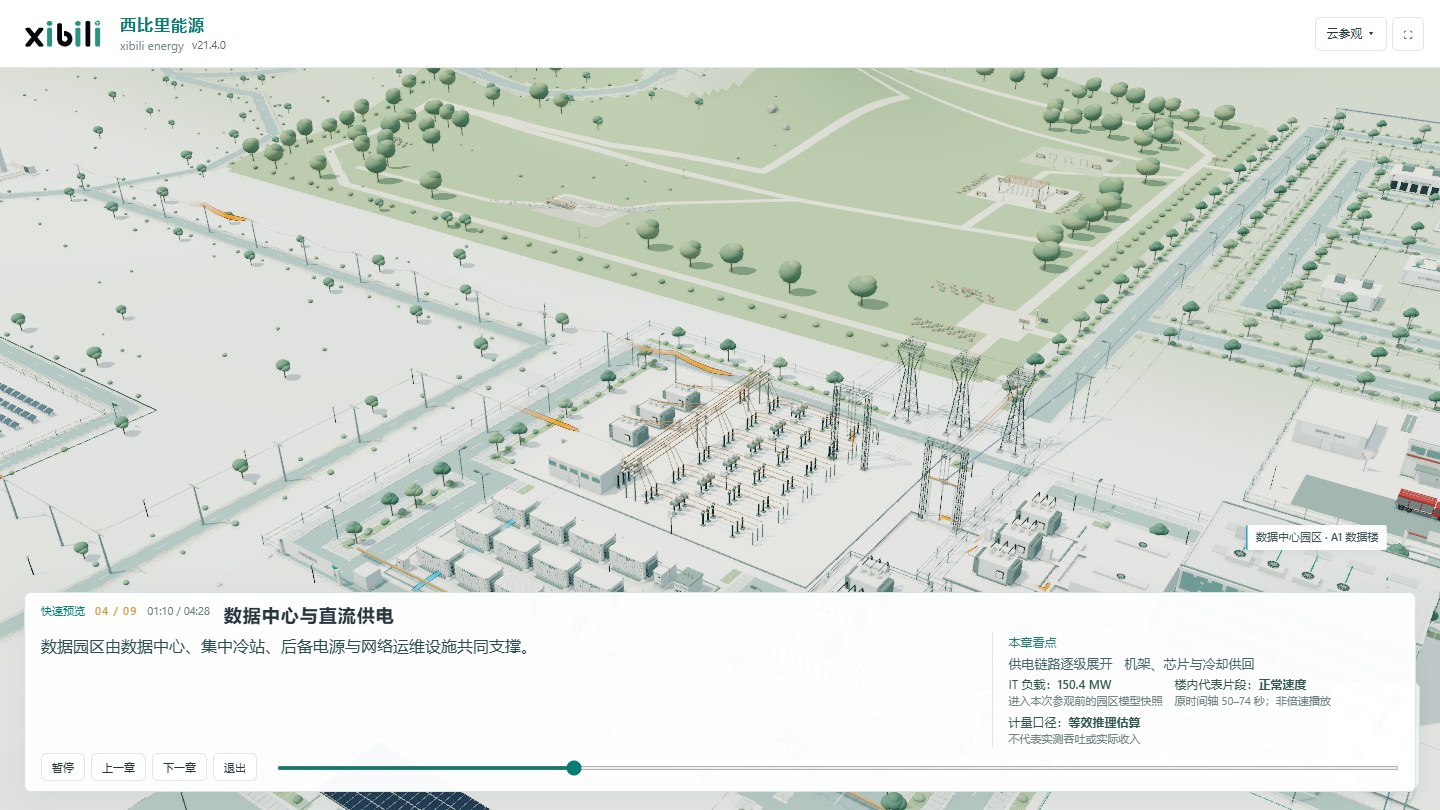 xibili
西比里能源
xibili energy v21.4.0
云参观
数据中心园区 · A1 数据楼
快速预览 04 / 09 01:10 / 04:28 数据中心与直流供电
数据园区由数据中心、集中冷站、后备电源与网络运维设施共同支撑。
本章看点
供电链路逐级展开 机架、芯片与冷却供回
IT 负载：150.4 MW 楼内代表片段：正常速度
进入本次参观前的园区模型快照 原时间轴 50–74 秒；非倍速播放
计量口径：等效推理估算
不代表实测吞吐或实际收入
暂停 上一章 下一章 退出